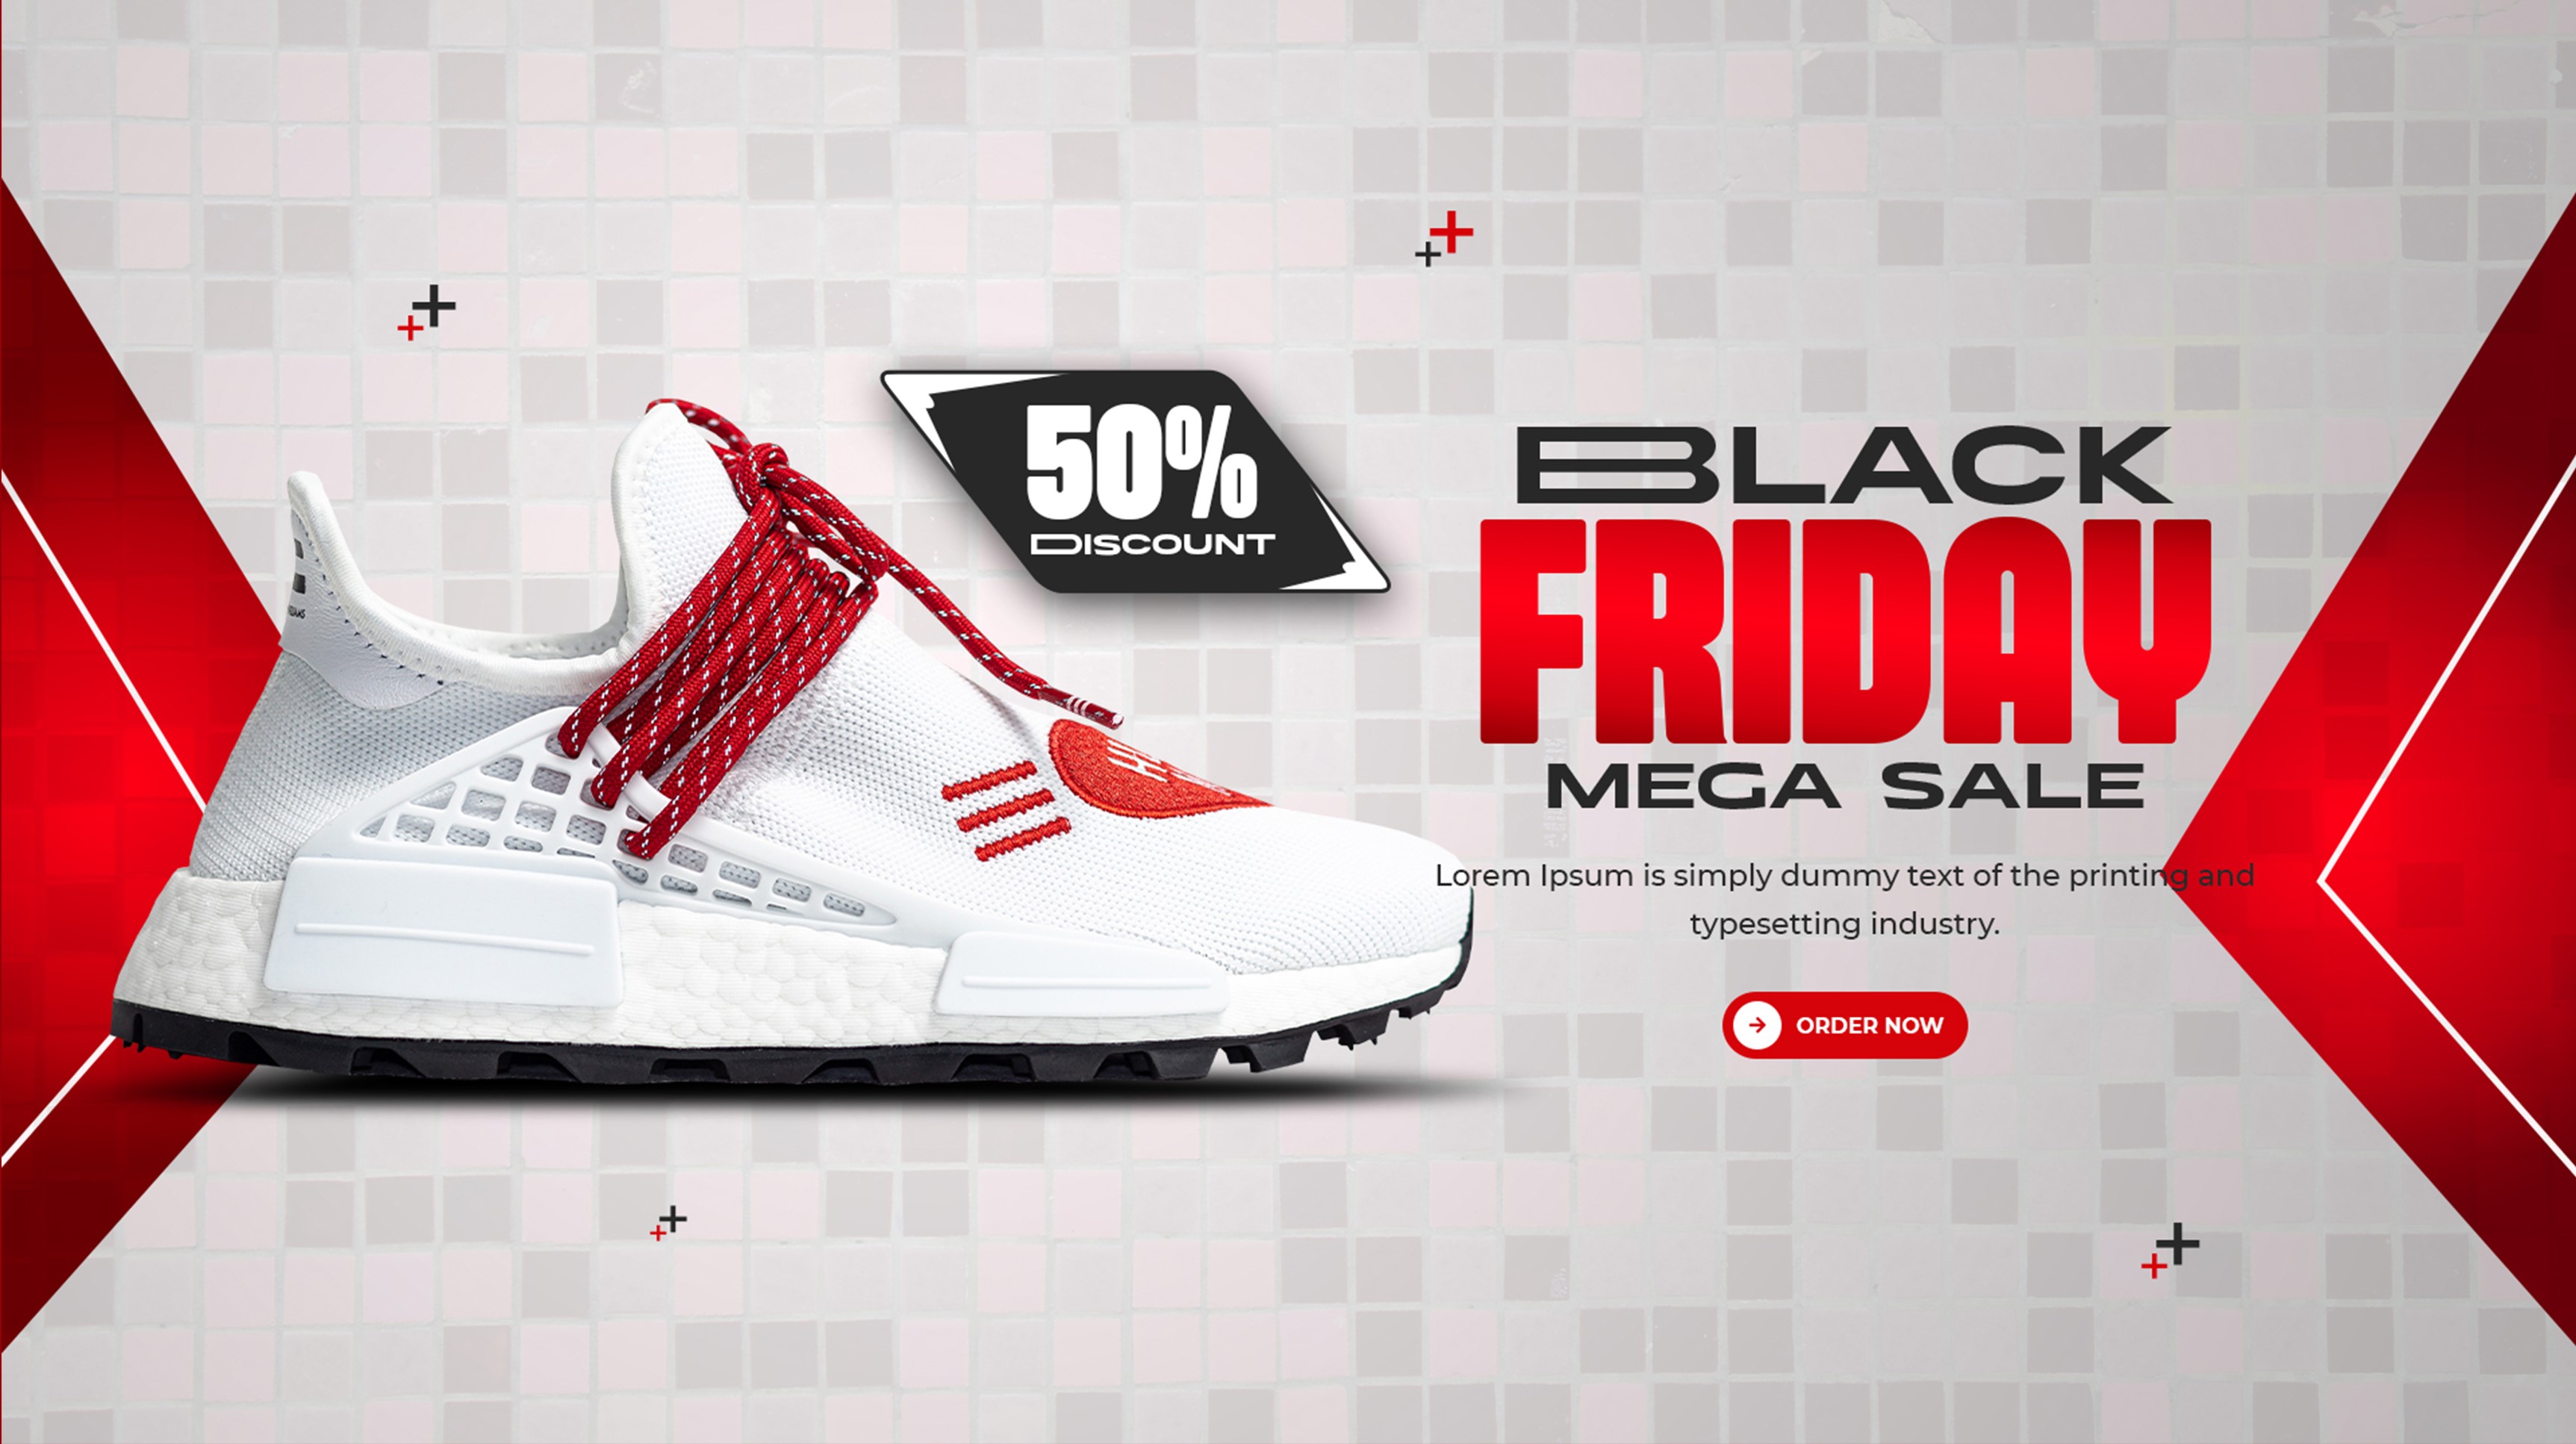 50%
DISCOUNT
BLACK
FRIDAY
MEGA SALE
Lorem Ipsum is simply dummy text of the printing and
typesetting industry.
ORDER NOW